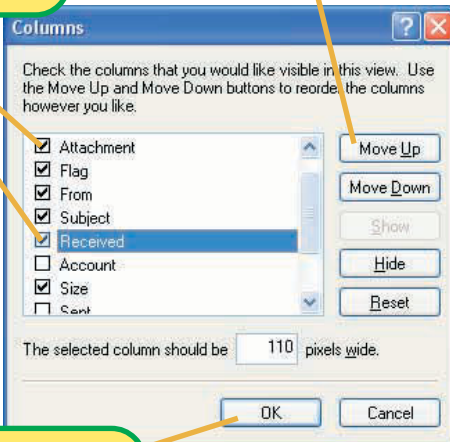 Columns
Check the columns that you would like visible in this view. Use
the Move Up and Move Down buttons to reorder the columns
however you like.
Attachment
Flag
From
Subject
Received
Account
Size
Sent
Move Up
Move Down
Show
Hide
Reset
The selected column should be 110 pixels wide.
OK
Cancel